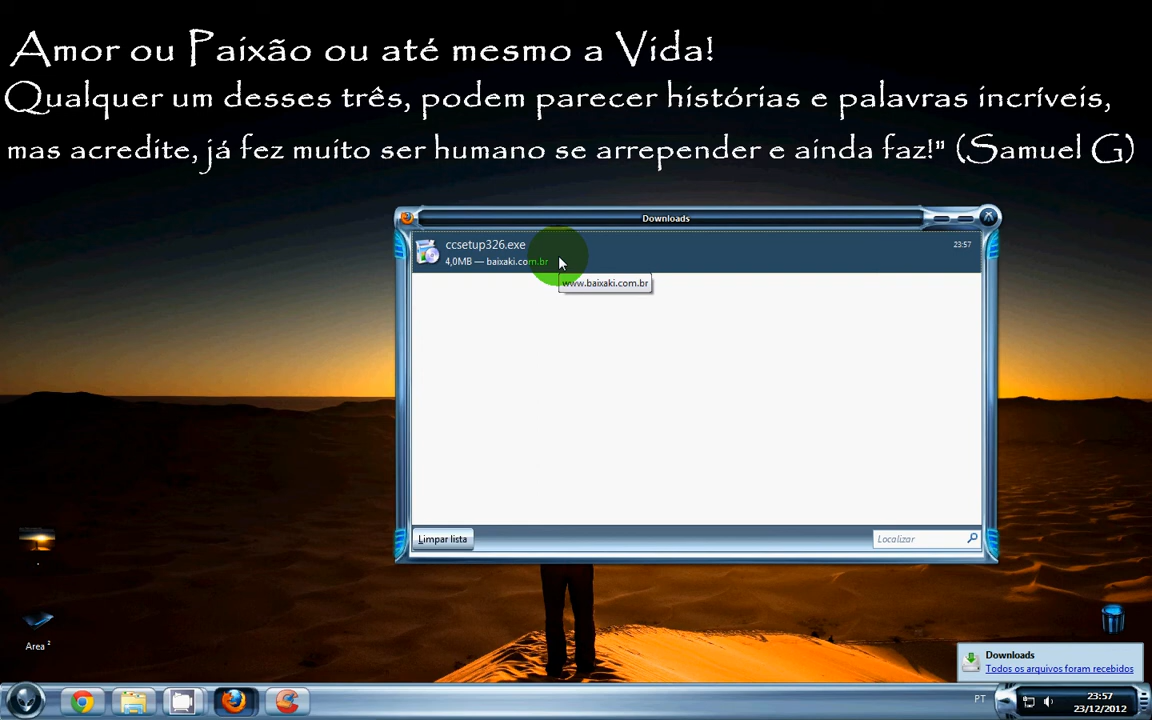 Amor ou Paixão ou até mesmo a Vida!
Qualquer um desses três, podem parecer histórias e palavras incríveis,
mas acredite, já fez muito ser humano se arrepender e ainda faz!" (Samuel G)
Downloads
ccsetup326.exe
23:57
4,0MB — baixaki.com.br
www.baixaki.com.br
Limpar lista
Localizar
.
Area ²
Downloads
Todos os arquivos foram recebidos
PT
23:57
23/12/2012